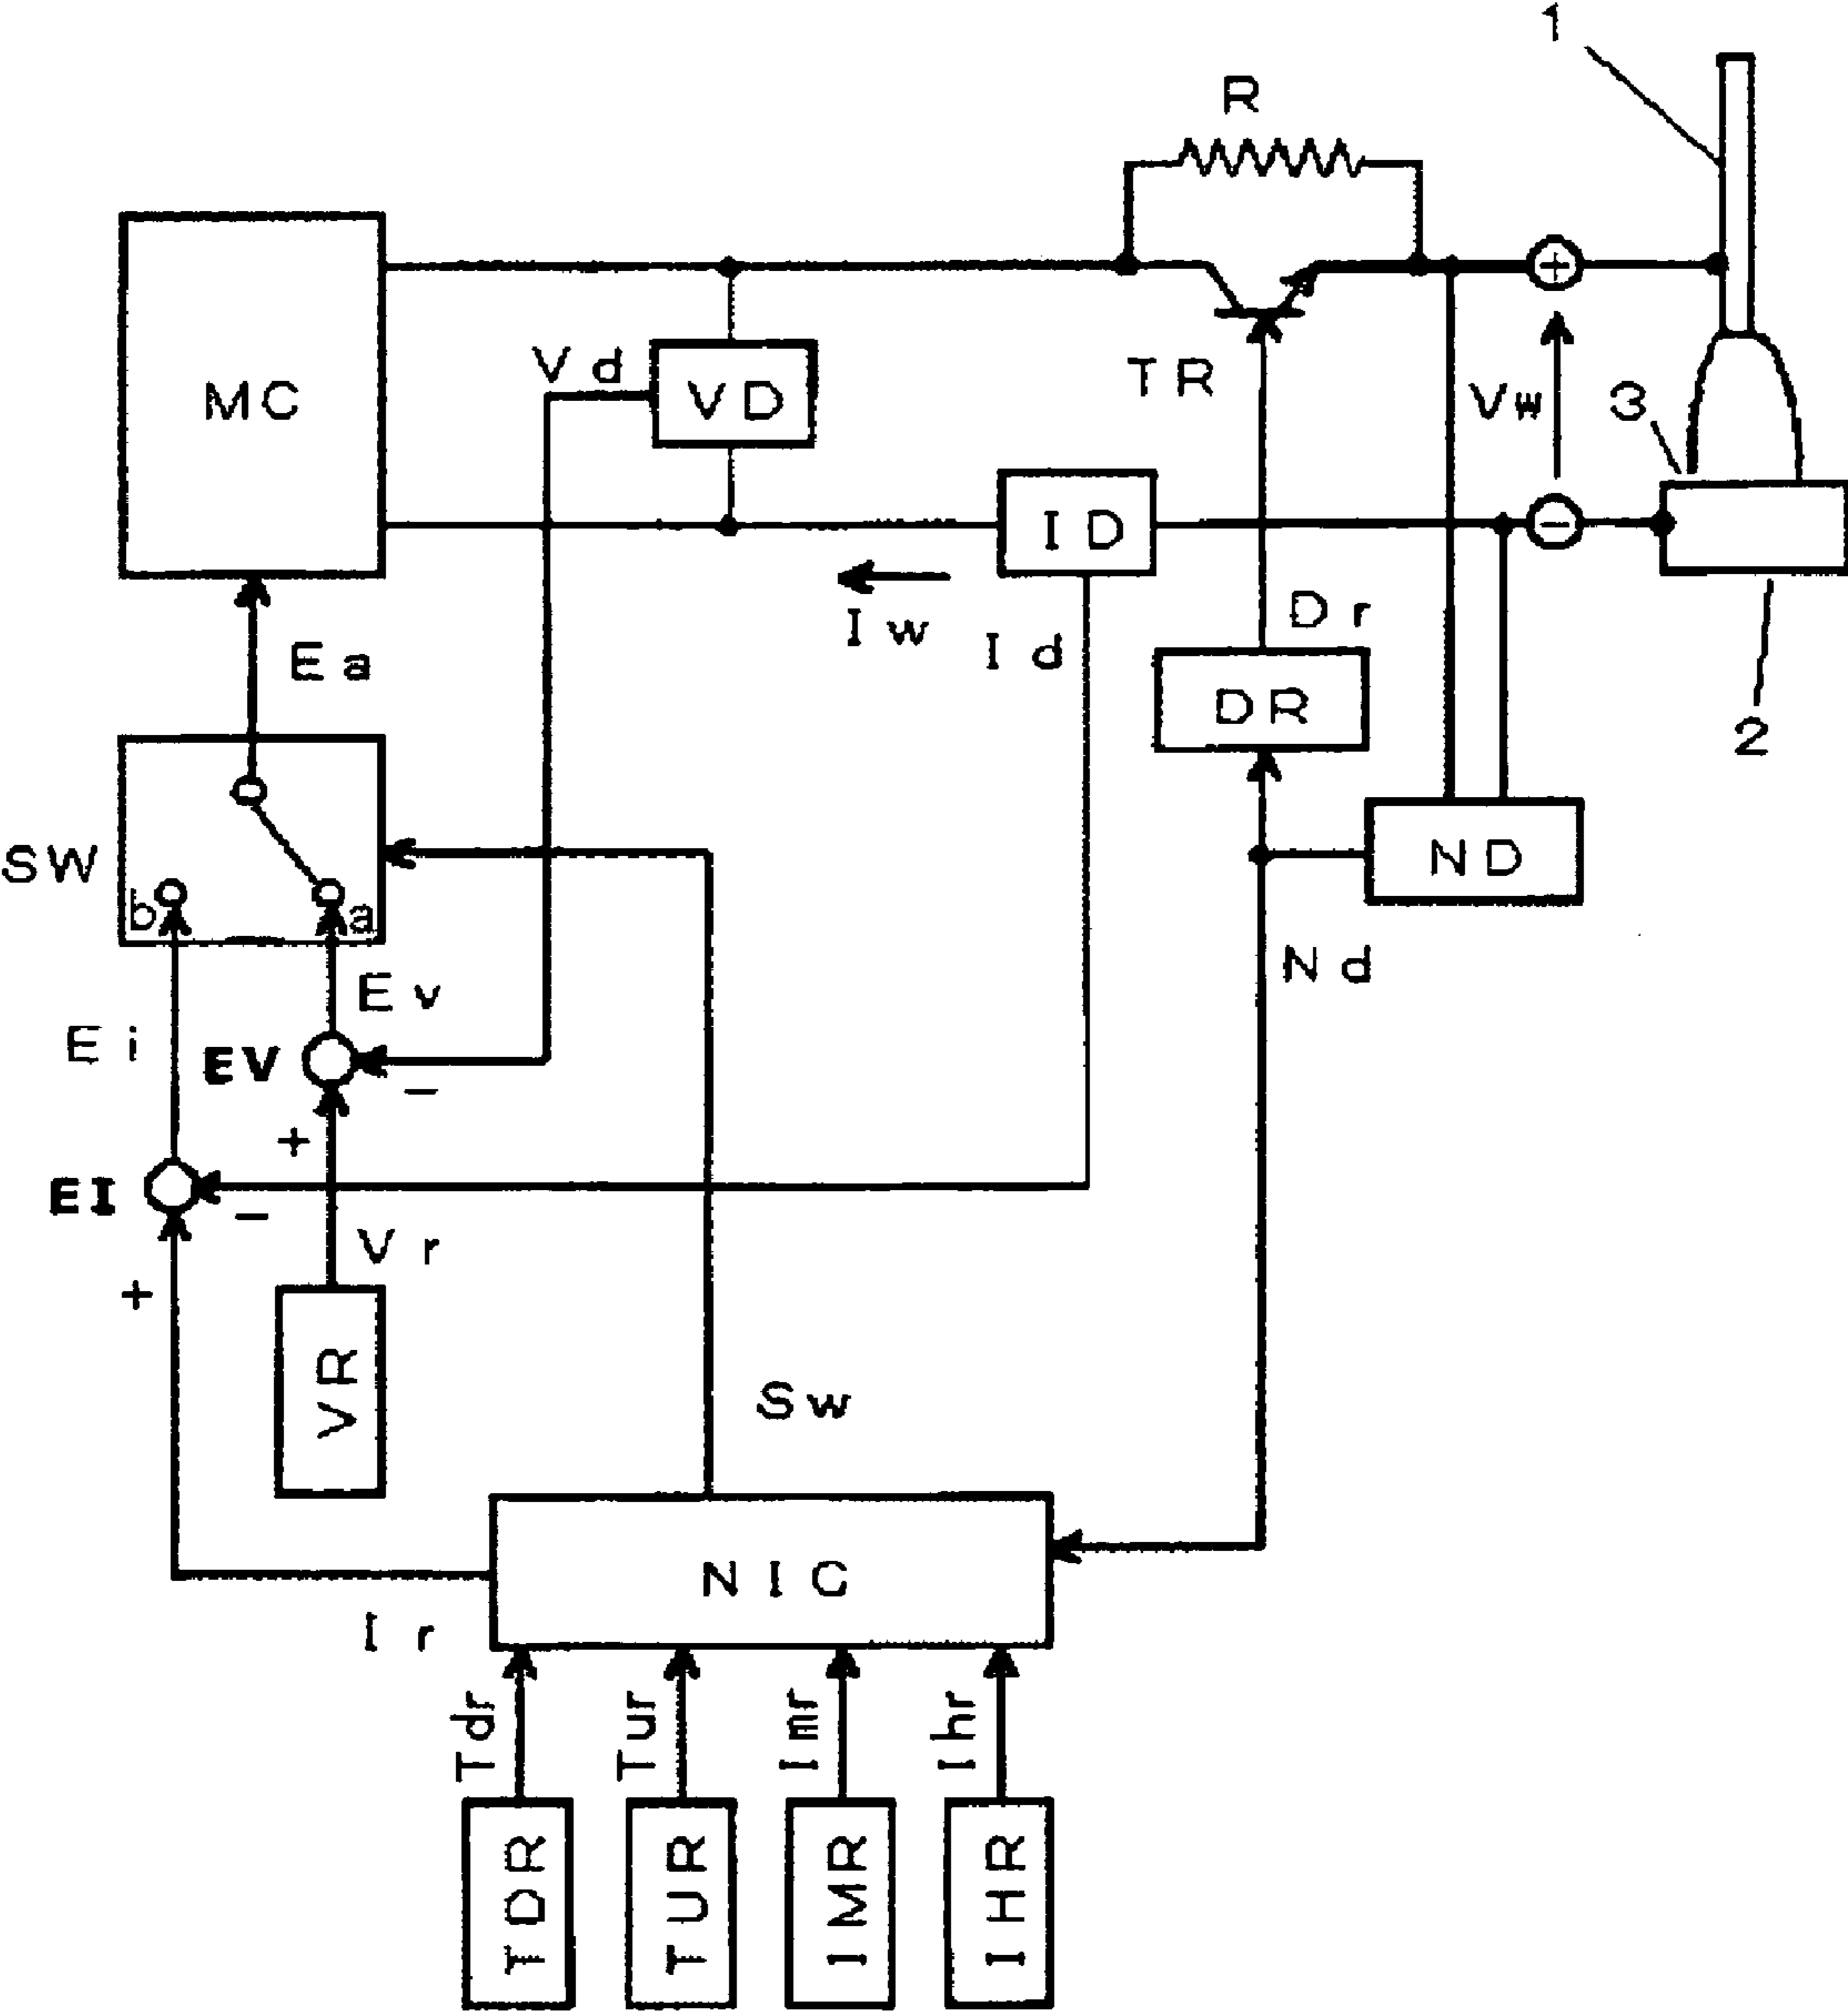 1
R
MC
Vd
VD
TR
Vw
3
+
-
ID
Iw
Id
Dr
DR
2
Ea
SW
b
a
ND
Nd
Ei
Ev
EV
-
+
EI
-
Vr
+
VR
Sw
NIC
Ir
Tdr
Tur
Imr
Ihr
TDR
TUR
IMR
IHR